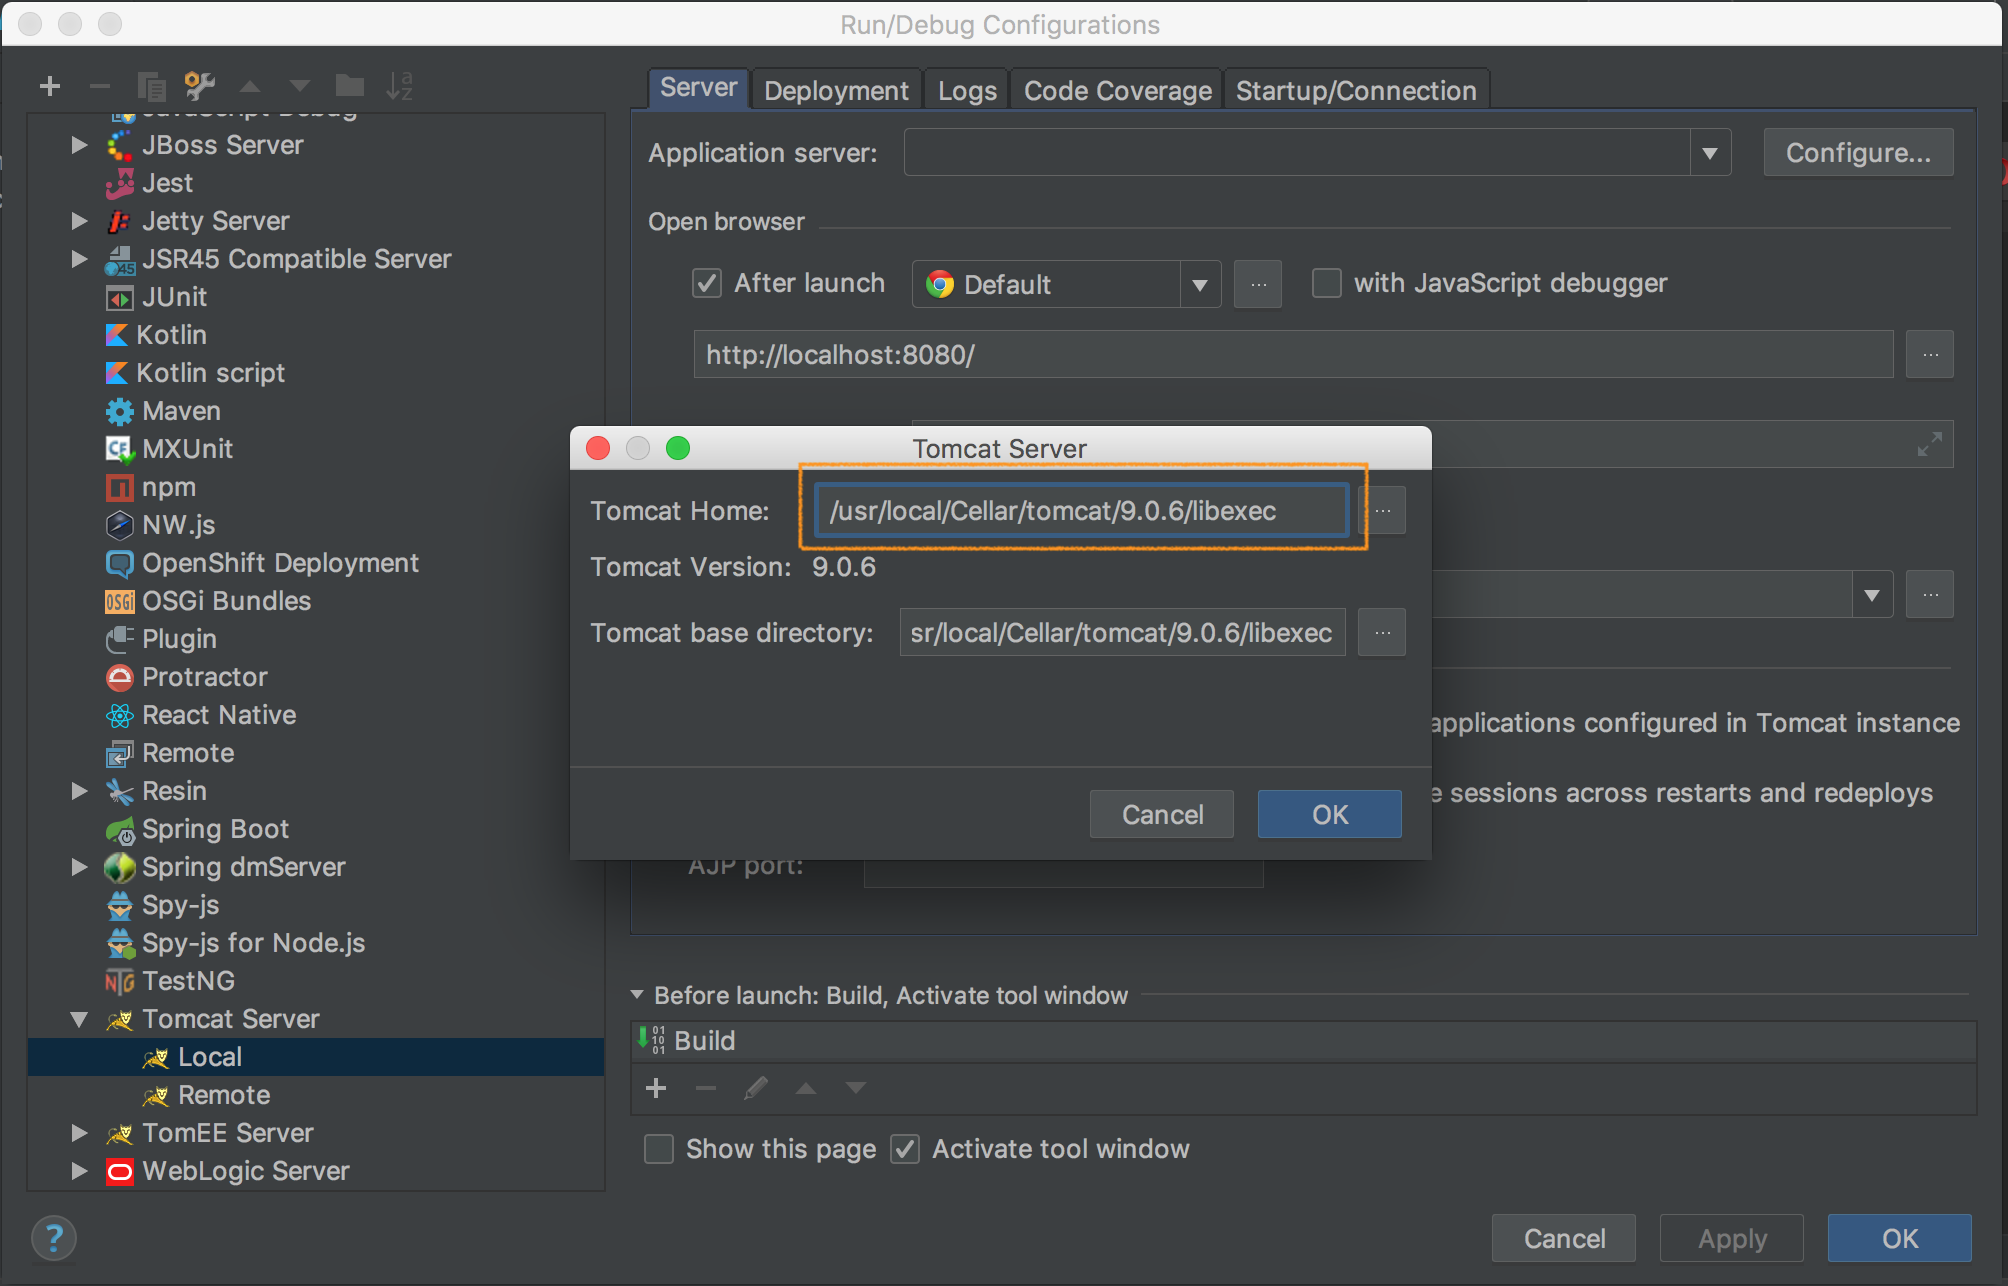 Run/Debug Configurations
Server
Deployment
Logs
Code Coverage
Startup/Connection
JavaScript Debug
JBoss Server
Jest
Jetty Server
JSR45 Compatible Server
JUnit
Kotlin
Kotlin script
Maven
MXUnit
npm
NW.js
OpenShift Deployment
OSGi Bundles
Plugin
Protractor
React Native
Remote
Resin
Spring Boot
Spring dmServer
Spy-js
Spy-js for Node.js
TestNG
Tomcat Server
Local
Remote
TomEE Server
WebLogic Server
Application server:
Configure...
Open browser
After launch
Default
...
with JavaScript debugger
http://localhost:8080/
...
Tomcat Server
Tomcat Home: /usr/local/Cellar/tomcat/9.0.6/libexec ...
Tomcat Version: 9.0.6
Tomcat base directory: sr/local/Cellar/tomcat/9.0.6/libexec ...
Cancel
OK
...
applications configured in Tomcat instance
e sessions across restarts and redeploys
AJP port:
Before launch: Build, Activate tool window
Build
Show this page
Activate tool window
?
Cancel
Apply
OK